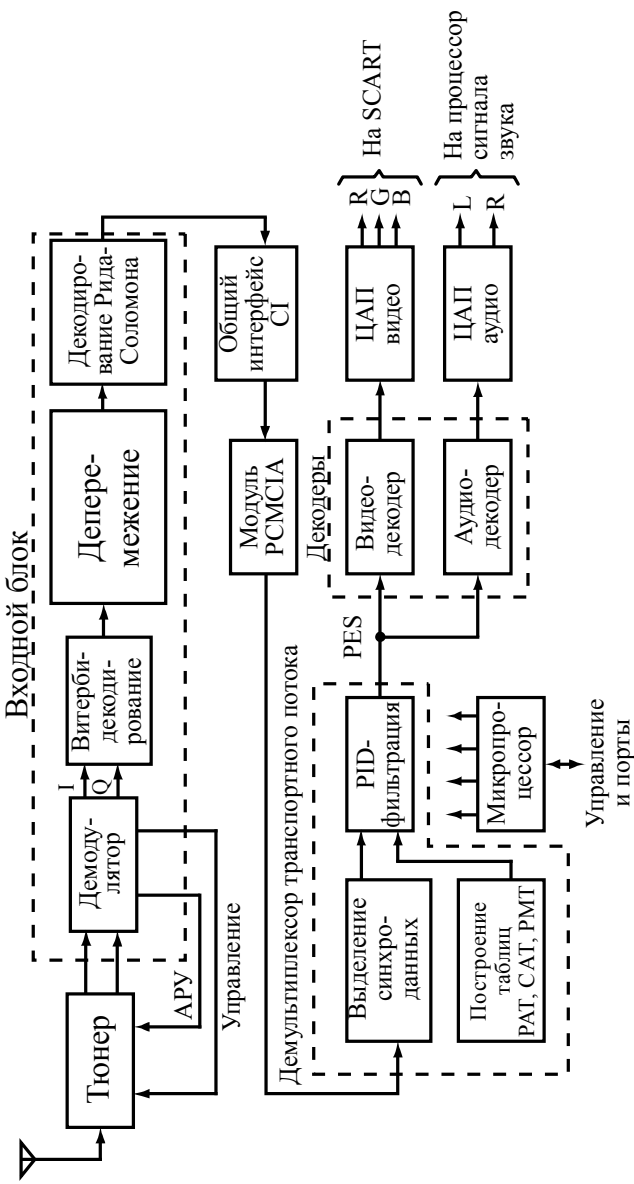 Входной блок
Тюнер
Демоду-
лятор
I
Q
Витерби-
декоди-
рование
Депере-
межение
Декодиро-
вание Рида-
Соломона
АРУ
Управление
Общий
интерфейс
CI
Модуль
PCMCIA
Демультиплексор транспортного потока
Выделение
синхро-
данных
Построение
таблиц
PAT, CAT, PMT
PID-
фильтрация
PES
Микропро-
цессор
Управление
и порты
Декодеры
Видео-
декодер
Аудио-
декодер
ЦАП
видео
ЦАП
аудио
R
G
B
На SCART
L
R
На процессор
сигнала
звука